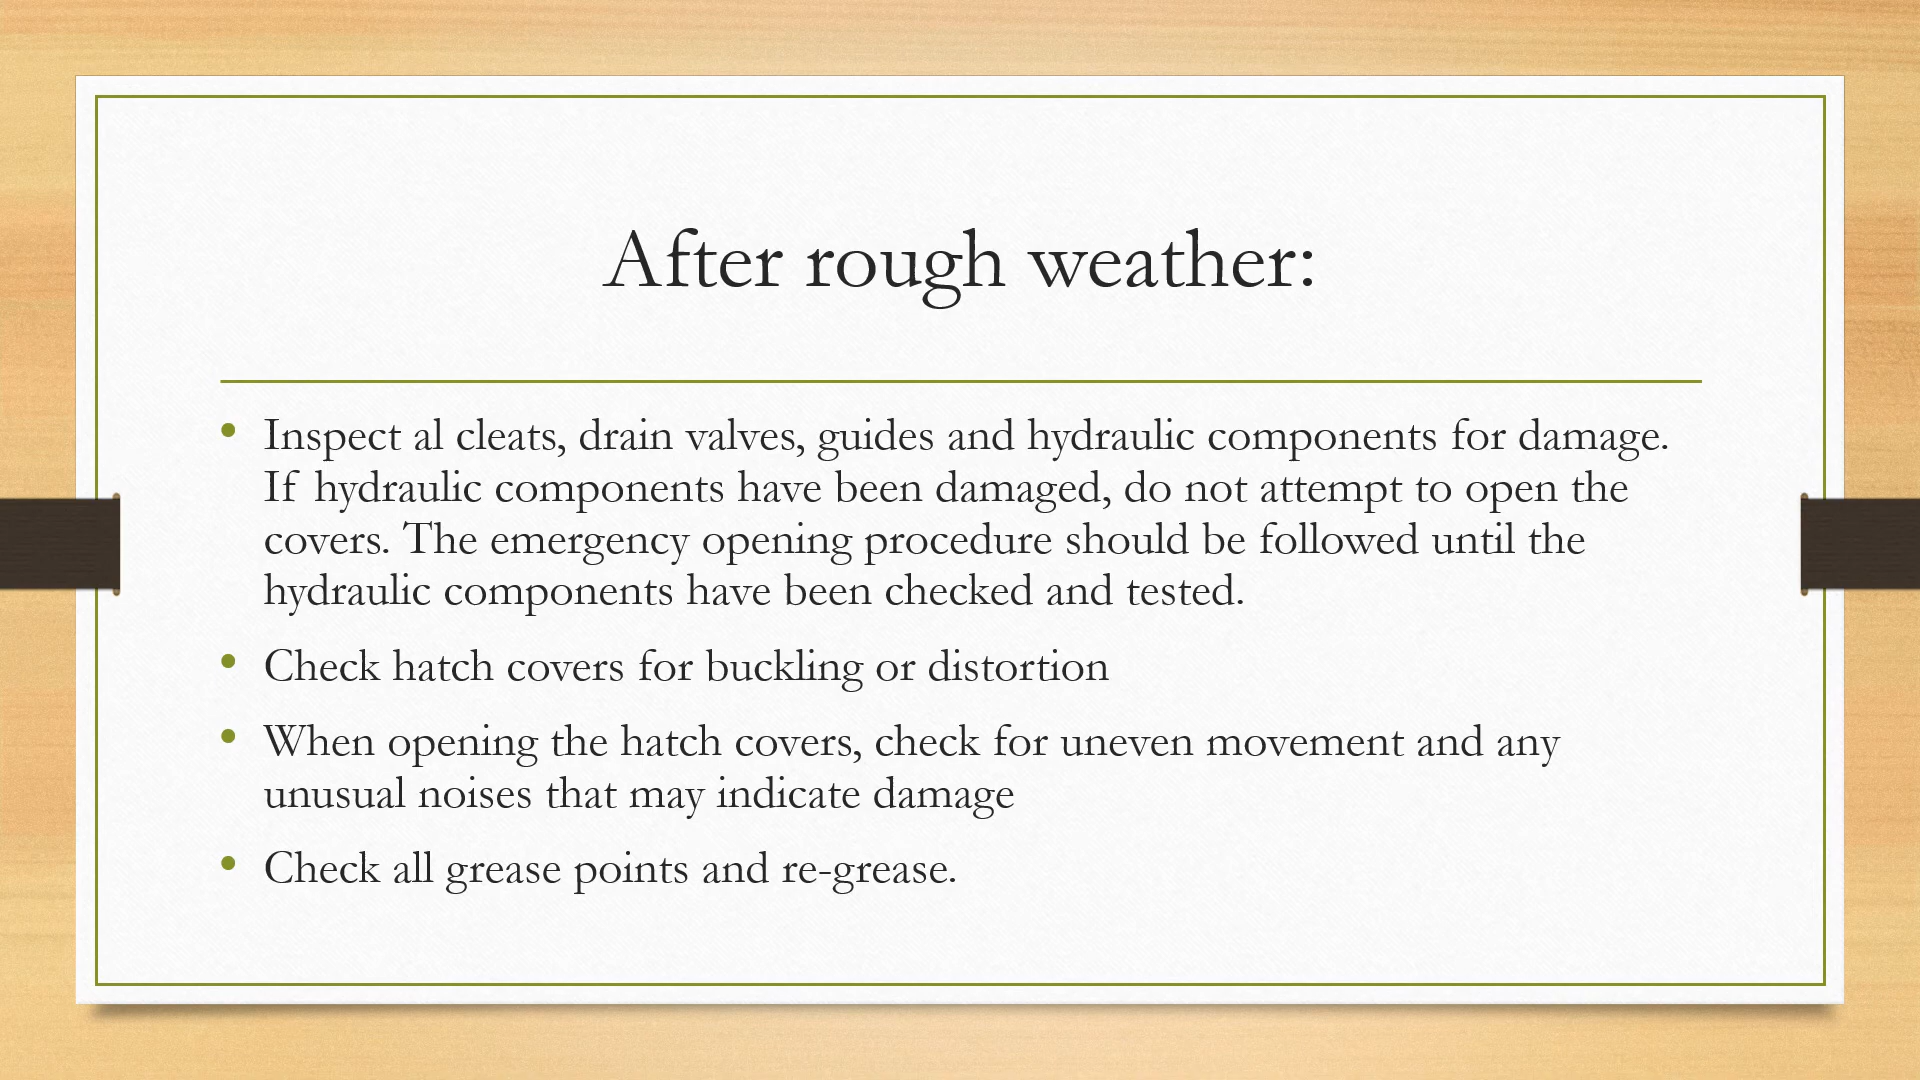 After rough weather:
• Inspect al cleats, drain valves, guides and hydraulic components for damage.
If hydraulic components have been damaged, do not attempt to open the
covers. The emergency opening procedure should be followed until the
hydraulic components have been checked and tested.
• Check hatch covers for buckling or distortion
• When opening the hatch covers, check for uneven movement and any
unusual noises that may indicate damage
• Check all grease points and re-grease.